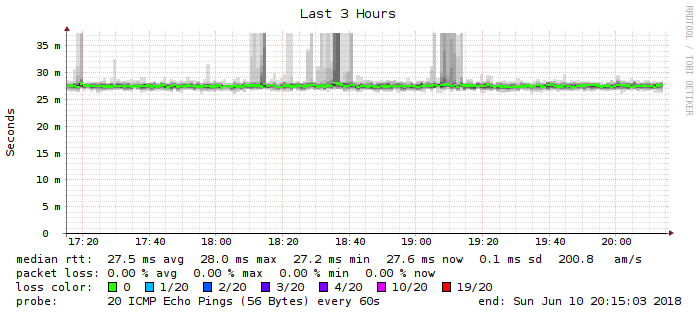 Last 3 Hours
RRDTOOL / TOBI OETIKER
Seconds
35 m
30 m
25 m
20 m
15 m
10 m
5 m
0
17:20 17:40 18:00 18:20 18:40 19:00 19:20 19:40 20:00
median rtt: 27.5 ms avg 28.0 ms max 27.2 ms min 27.6 ms now 0.1 ms sd 200.8 am/s
packet loss: 0.00 % avg 0.00 % max 0.00 % min 0.00 % now
loss color: 0 1/20 2/20 3/20 4/20 10/20 19/20
probe: 20 ICMP Echo Pings (56 Bytes) every 60s end: Sun Jun 10 20:15:03 2018